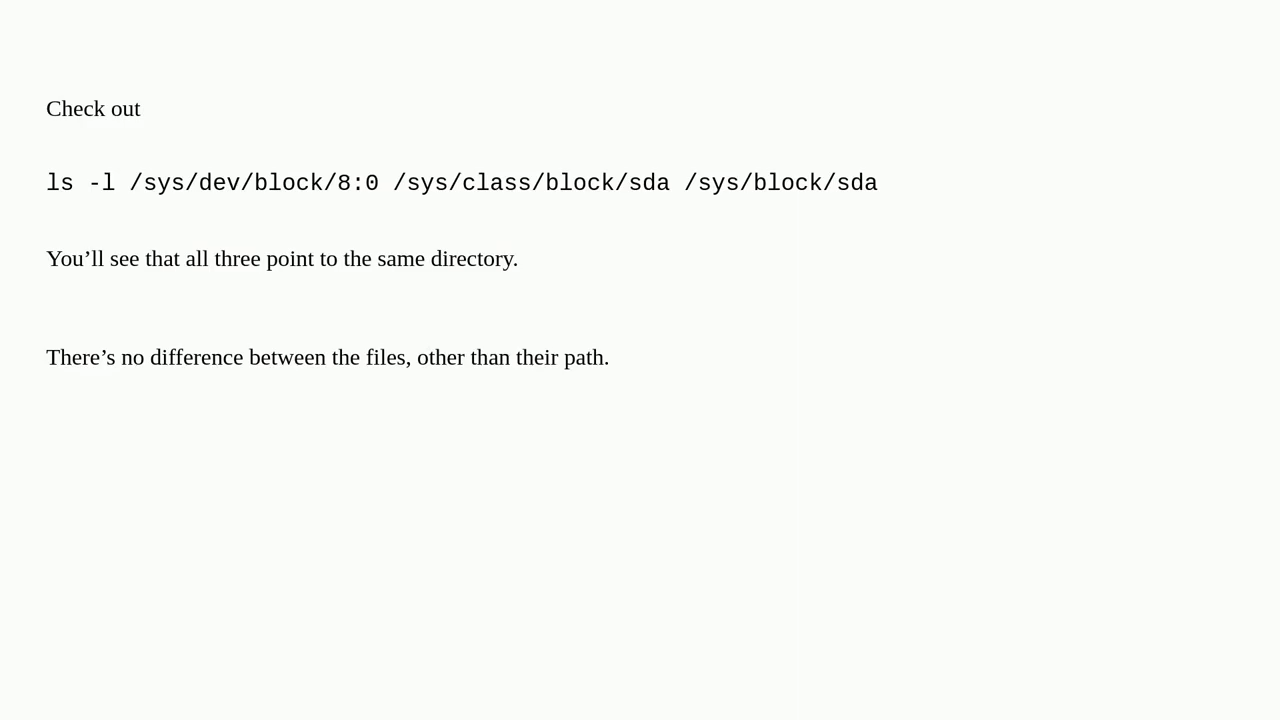 Check out
ls -l /sys/dev/block/8:0 /sys/class/block/sda /sys/block/sda
You’ll see that all three point to the same directory.
There’s no difference between the files, other than their path.